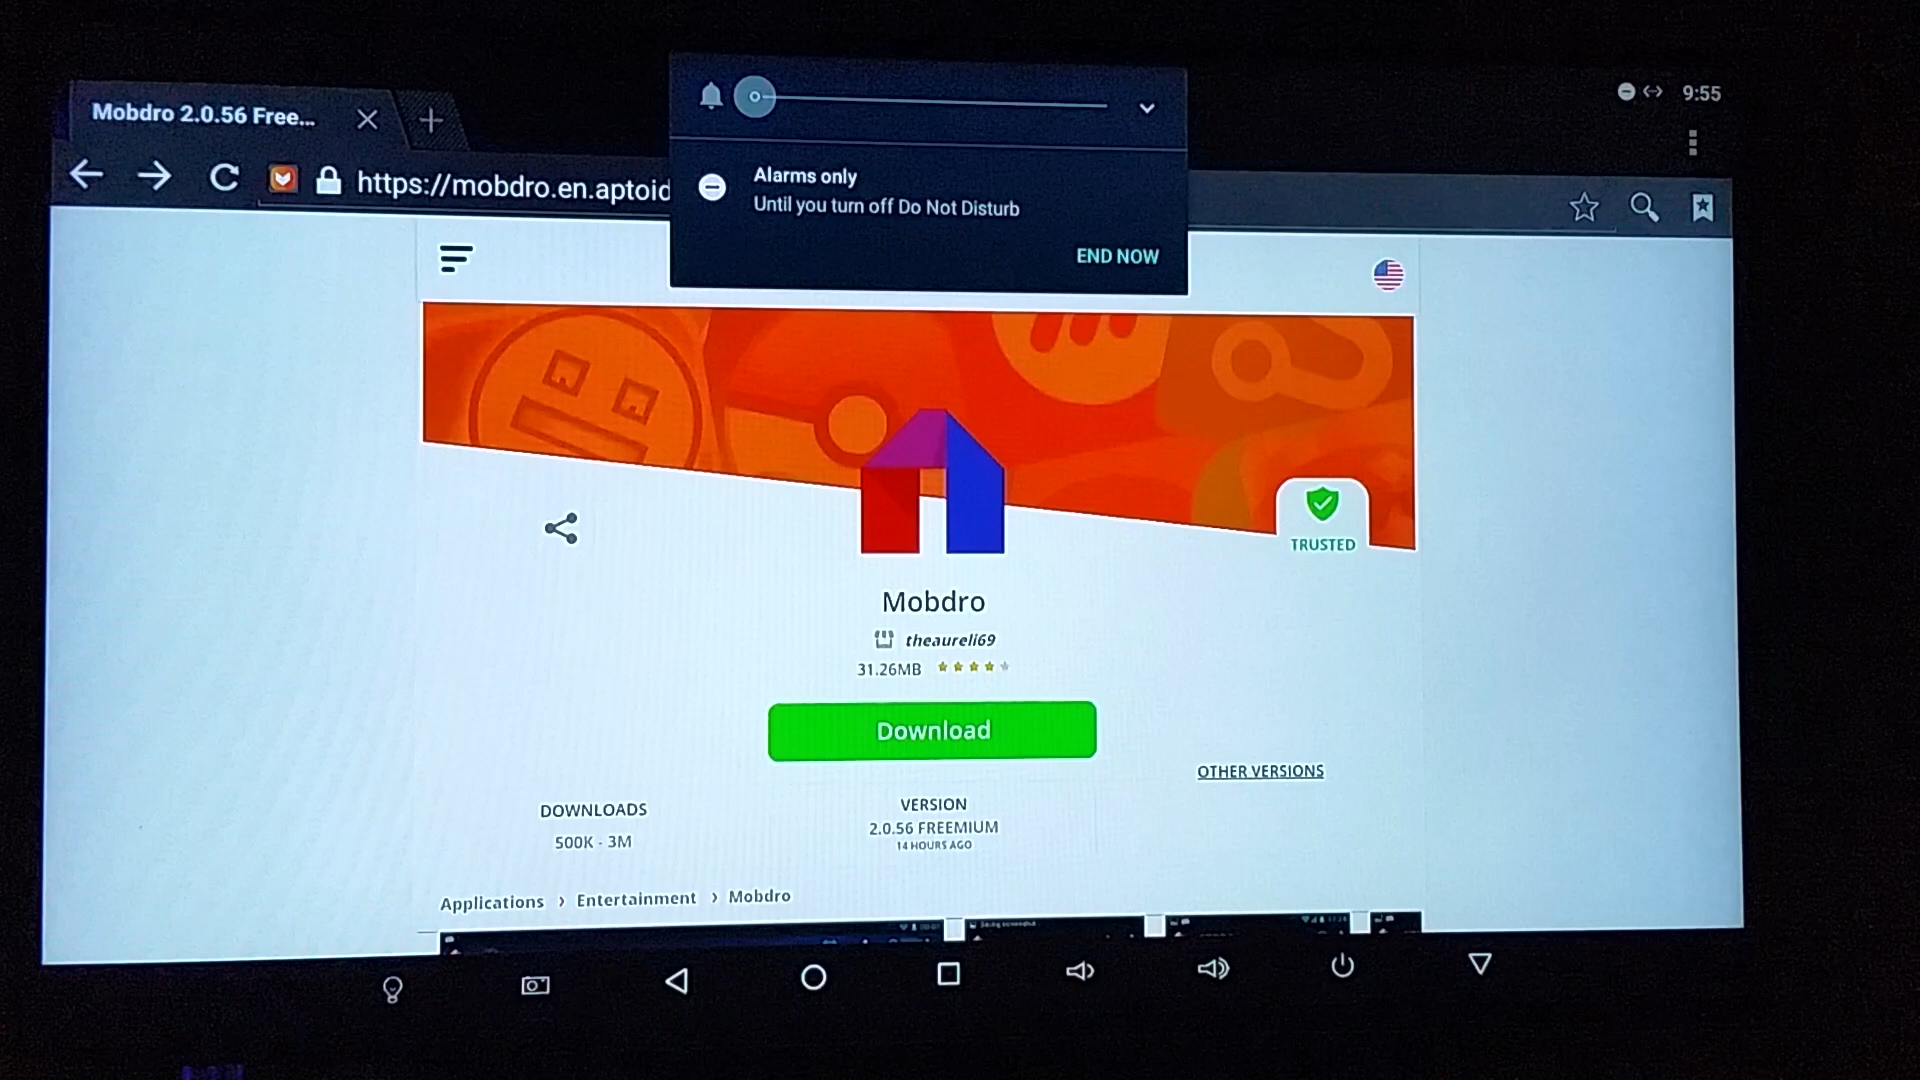 9:55
Mobdro 2.0.56 Free...
https://mobdro.en.aptoid
Alarms only
Until you turn off Do Not Disturb
END NOW
TRUSTED
Mobdro
theaureli69
31.26MB
Download
OTHER VERSIONS
DOWNLOADS
500K - 3M
VERSION
2.0.56 FREEMIUM
14 HOURS AGO
Applications › Entertainment › Mobdro